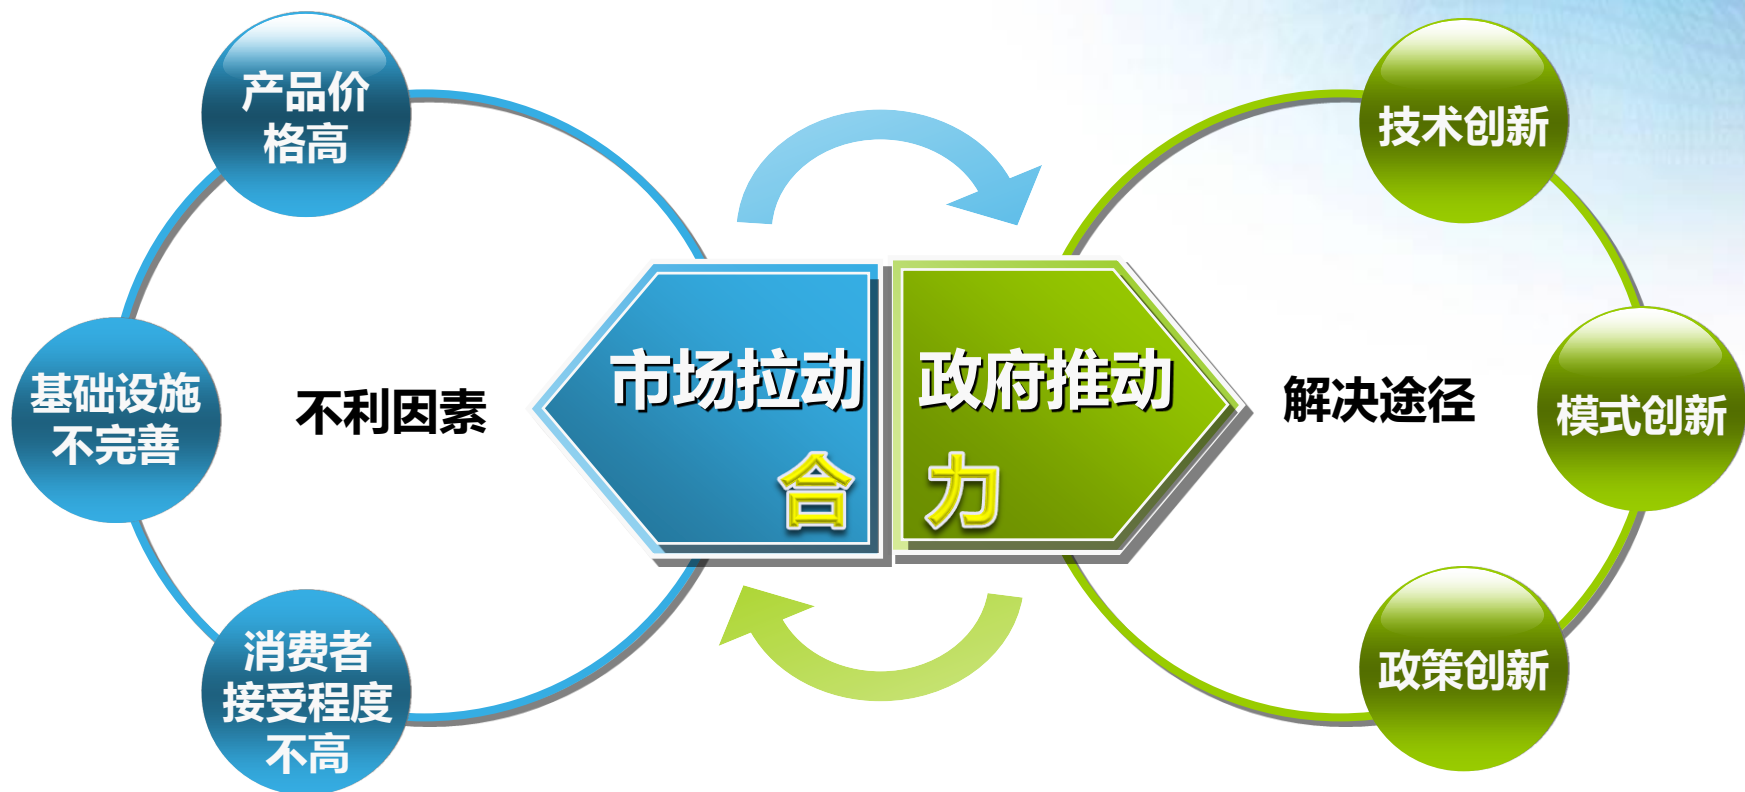 产品价
格高
基础设施
不完善
消费者
接受程度
不高
不利因素
市场拉动
政府推动
合 力
解决途径
技术创新
模式创新
政策创新